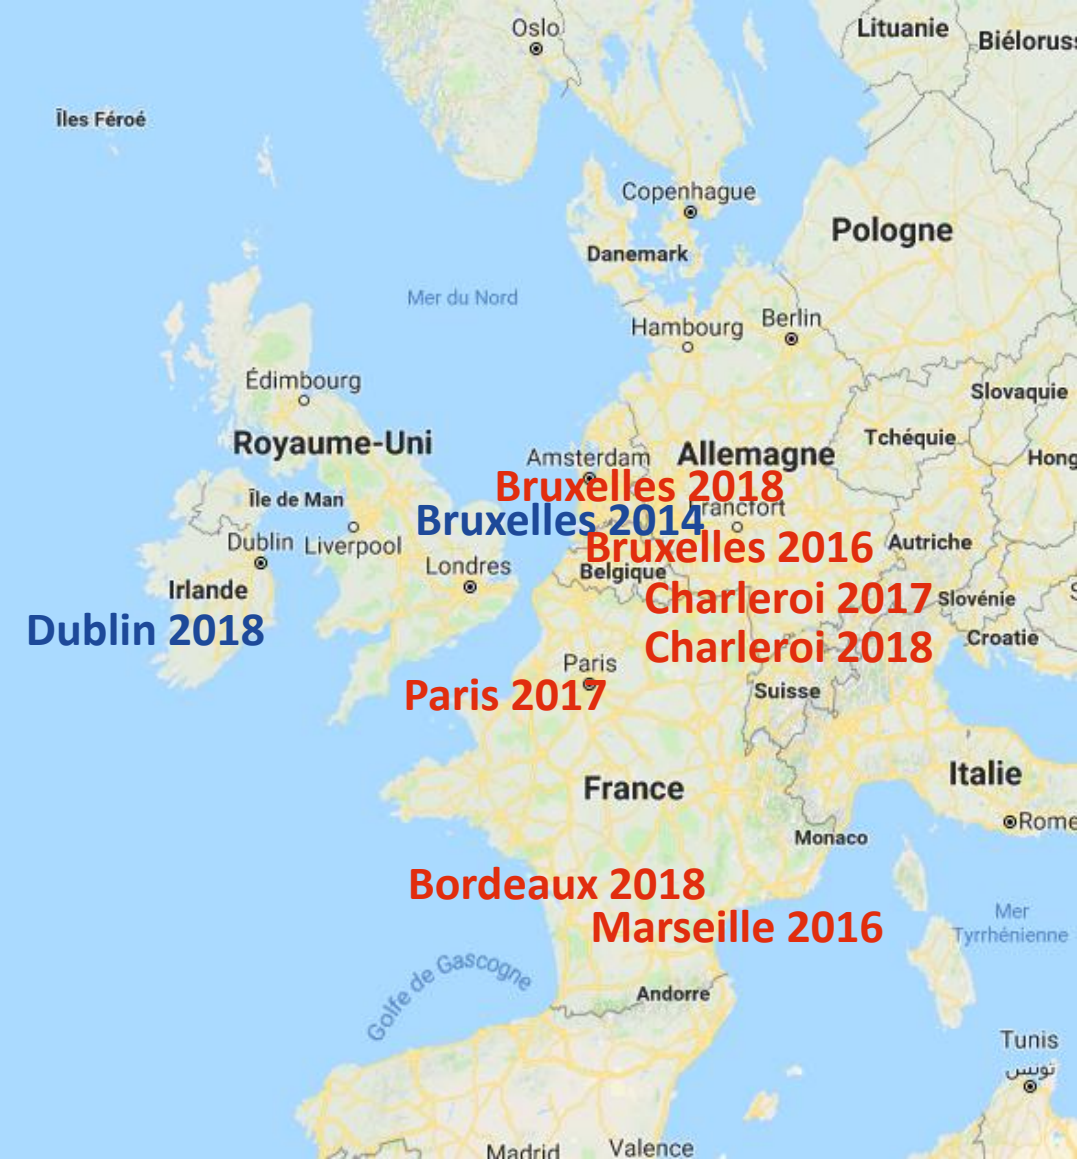 Oslo
Lituanie
Biéloruss
Îles Féroé
Copenhague
Pologne
Danemark
Mer du Nord
Hambourg
Berlin
Édimbourg
Slovaquie
Royaume-Uni
Tchéquie
Allemagne
Hong
Amsterdam
Bruxelles 2018
Île de Man
rancfort
Bruxelles 2014
Dublin
Liverpool
Bruxelles 2016
Autriche
Londres
Belgique
Irlande
Charleroi 2017
Slovénie
Dublin 2018
Croatie
Charleroi 2018
Paris
Suisse
Paris 2017
Italie
France
Rome
Monaco
Bordeaux 2018
Mer
Tyrrhénienne
Marseille 2016
Golfe de Gascogne
Andorre
Tunis
تونس
Madrid
Valence